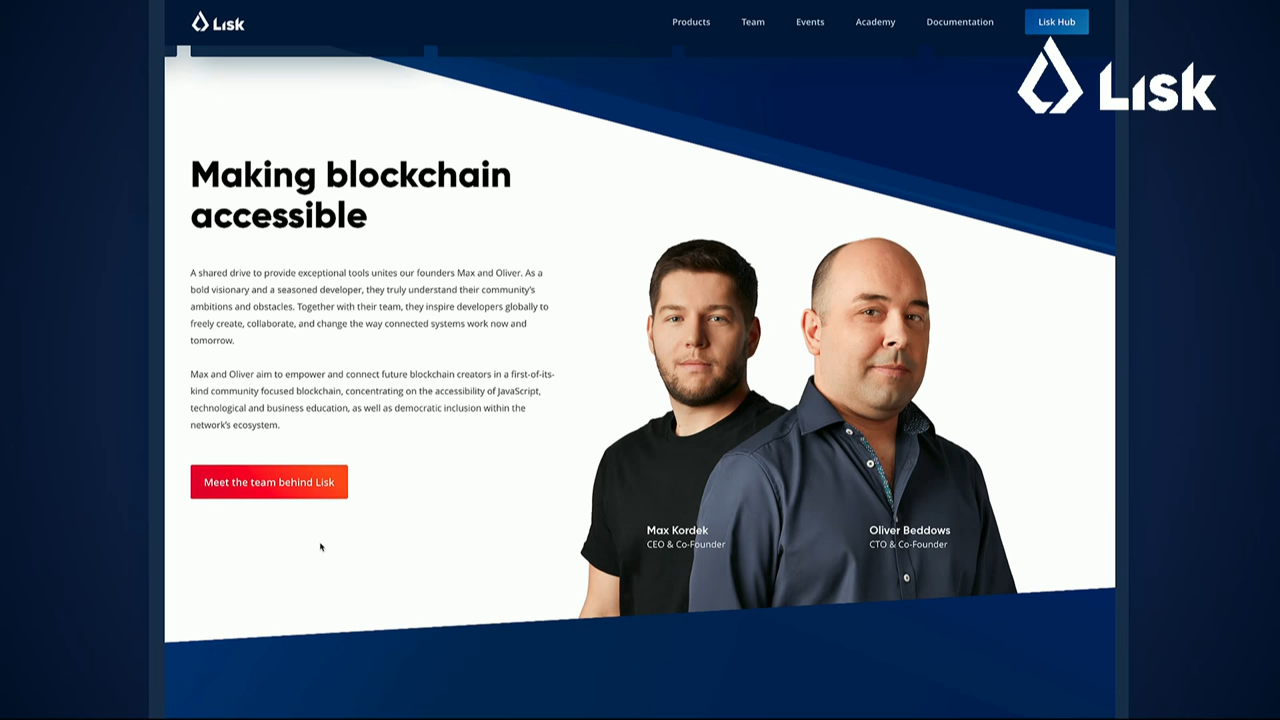 Lisk
Products
Team
Events
Academy
Documentation
Lisk Hub
Lisk
Making blockchain
accessible
A shared drive to provide exceptional tools unites our founders Max and Oliver. As a
bold visionary and a seasoned developer, they truly understand their community's
ambitions and obstacles. Together with their team, they inspire developers globally to
freely create, collaborate, and change the way connected systems work now and
tomorrow.
Max and Oliver aim to empower and connect future blockchain creators in a first-of-its-
kind community focused blockchain, concentrating on the accessibility of JavaScript,
technological and business education, as well as democratic inclusion within the
network's ecosystem.
Meet the team behind Lisk
Max Kordek
CEO & Co-Founder
Oliver Beddows
CTO & Co-Founder